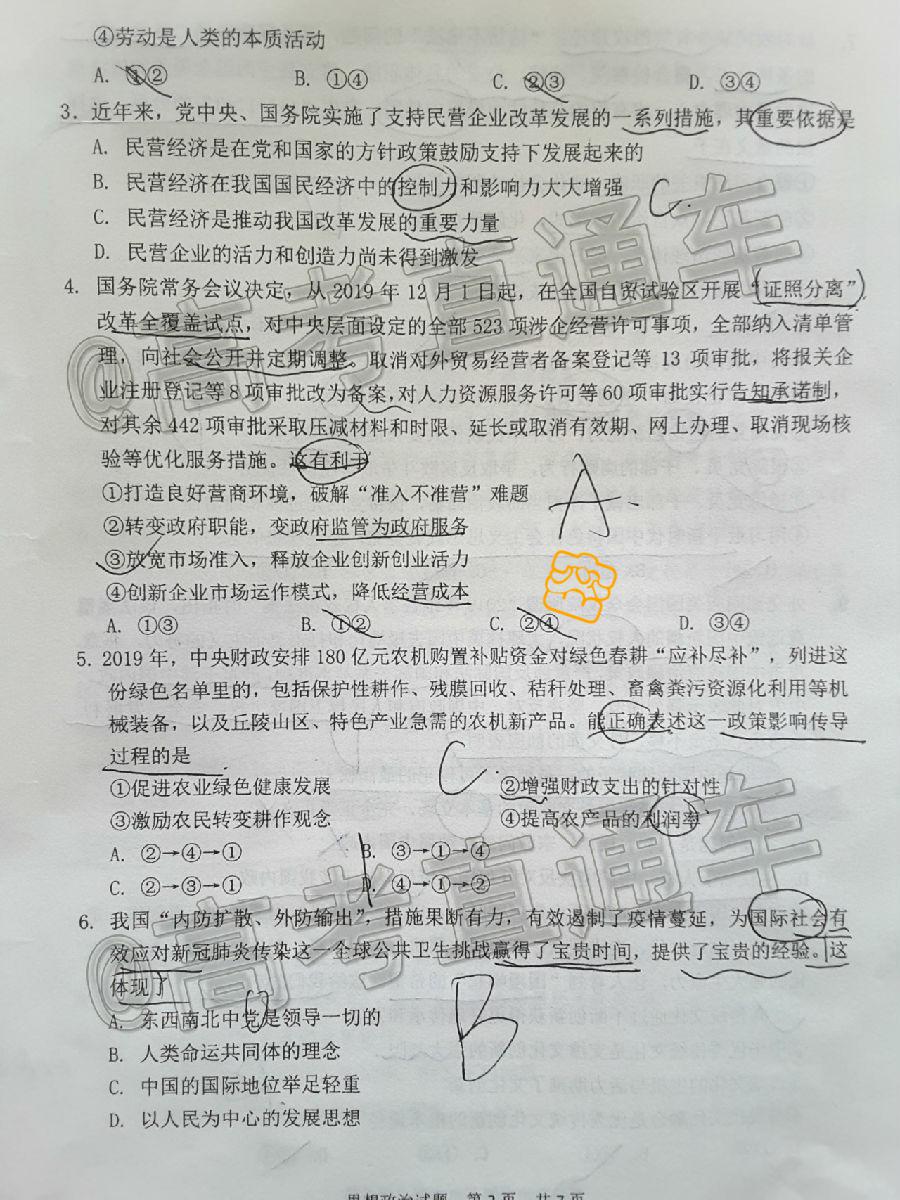 ④劳动是人类的本质活动
A. ①② B. ①④ C. ②③ D. ③④
3. 近年来，党中央、国务院实施了支持民营企业改革发展的一系列措施，其重要依据是
A. 民营经济是在党和国家的方针政策鼓励支持下发展起来的
B. 民营经济在我国国民经济中的控制力和影响力大大增强
C.
C. 民营经济是推动我国改革发展的重要力量
D. 民营企业的活力和创造力尚未得到激发
4. 国务院常务会议决定，从 2019 年 12 月 1 日起，在全国自贸试验区开展“证照分离”
改革全覆盖试点，对中央层面设定的全部 523 项涉企经营许可事项，全部纳入清单管
理，向社会公开并定期调整。取消对外贸易经营者备案登记等 13 项审批，将报关企
业注册登记等 8 项审批改为备案，对人力资源服务许可等 60 项审批实行告知承诺制，
对其余 442 项审批采取压减材料和时限、延长或取消有效期、网上办理、取消现场核
验等优化服务措施。这有利于
①打造良好营商环境，破解“准入不准营”难题
A
②转变政府职能，变政府监管为政府服务
③放宽市场准入，释放企业创新创业活力
④创新企业市场运作模式，降低经营成本
A. ①③ B. ①② C. ②④ D. ③④
5. 2019 年，中央财政安排 180 亿元农机购置补贴资金对绿色春耕“应补尽补”，列进这
份绿色名单里的，包括保护性耕作、残膜回收、秸秆处理、畜禽粪污资源化利用等机
械装备，以及丘陵山区、特色产业急需的农机新产品。能正确表述这一政策影响传导
过程的是
C.
①促进农业绿色健康发展 ②增强财政支出的针对性
③激励农民转变耕作观念 ④提高农产品的利润率
A. ②→④→① B. ③→①→④
C. ②→③→① D. ④→①→②
6. 我国“内防扩散、外防输出”，措施果断有力，有效遏制了疫情蔓延，为国际社会有
效应对新冠肺炎传染这一全球公共卫生挑战赢得了宝贵时间，提供了宝贵的经验。这
体现了
B
A. 东西南北中党是领导一切的
B. 人类命运共同体的理念
C. 中国的国际地位举足轻重
D. 以人民为中心的发展思想
思想政治试题 第 2 页 共 7 页
@高考直通车
@高考直通车